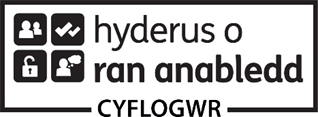 hyderus o
ran anabledd
CYFLOGWR